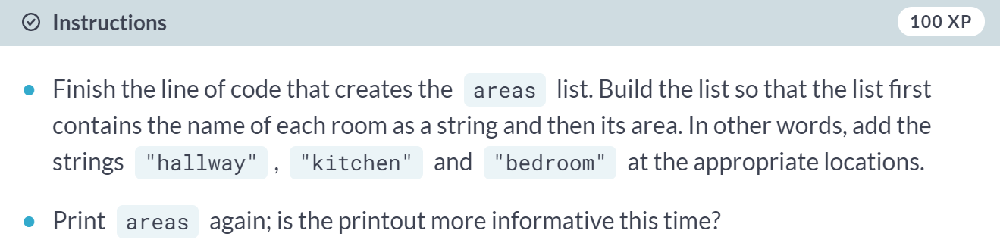 Instructions 100 XP
Finish the line of code that creates the areas list. Build the list so that the list first
contains the name of each room as a string and then its area. In other words, add the
strings "hallway" , "kitchen" and "bedroom" at the appropriate locations.
Print areas again; is the printout more informative this time?